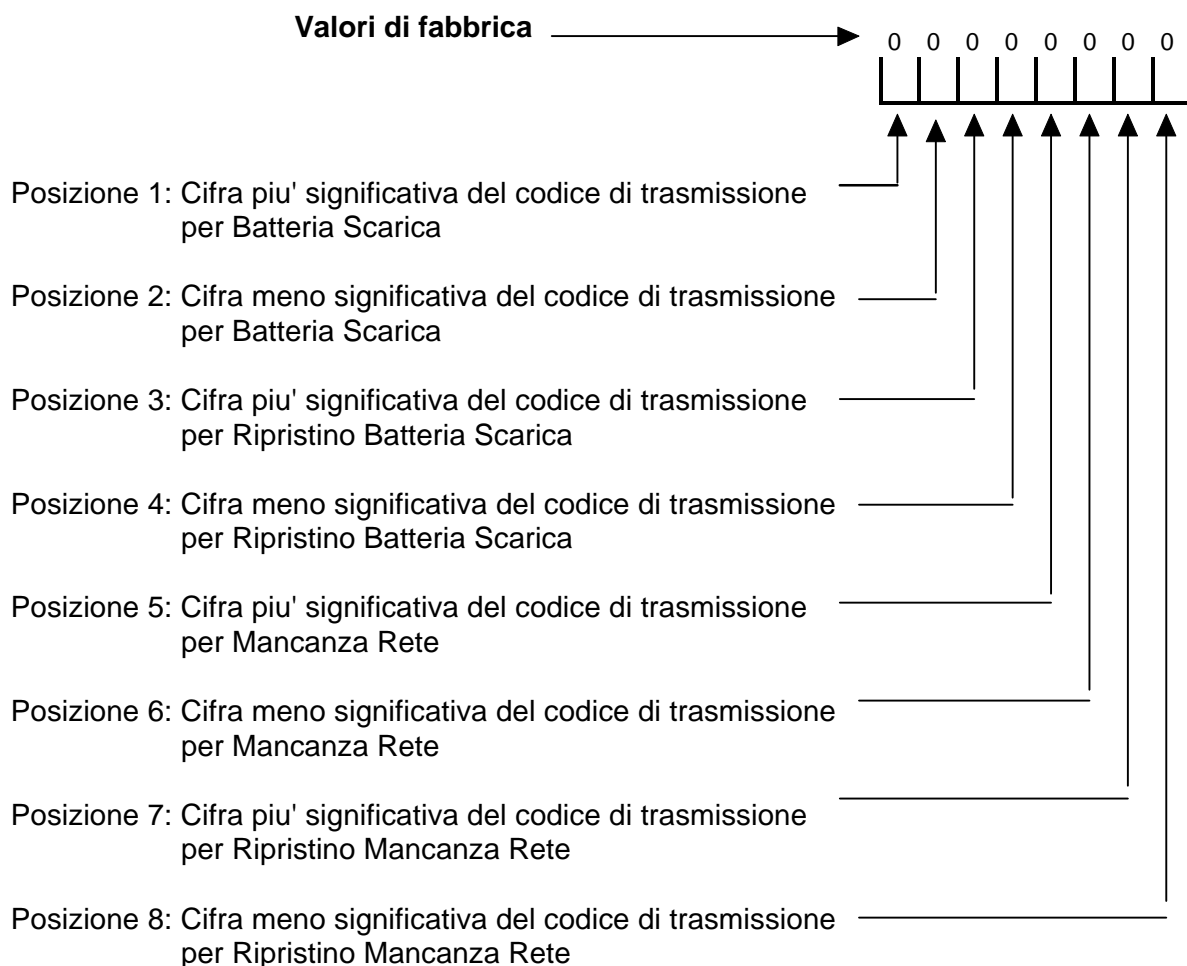 Valori di fabbrica
0 0 0 0 0 0 0 0
Posizione 1: Cifra piu' significativa del codice di trasmissione
per Batteria Scarica
Posizione 2: Cifra meno significativa del codice di trasmissione
per Batteria Scarica
Posizione 3: Cifra piu' significativa del codice di trasmissione
per Ripristino Batteria Scarica
Posizione 4: Cifra meno significativa del codice di trasmissione
per Ripristino Batteria Scarica
Posizione 5: Cifra piu' significativa del codice di trasmissione
per Mancanza Rete
Posizione 6: Cifra meno significativa del codice di trasmissione
per Mancanza Rete
Posizione 7: Cifra piu' significativa del codice di trasmissione
per Ripristino Mancanza Rete
Posizione 8: Cifra meno significativa del codice di trasmissione
per Ripristino Mancanza Rete